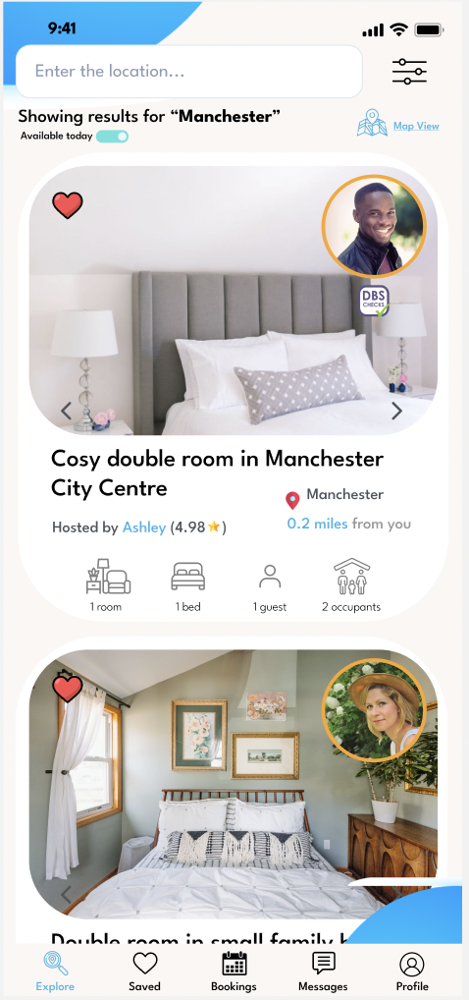 9:41
Enter the location...
Showing results for “Manchester”
Available today
Map View
DBS
CHECKS
Cosy double room in Manchester
City Centre
Manchester
Hosted by Ashley (4.98⭐)
0.2 miles from you
1 room
1 bed
1 guest
2 occupants
Double room in small family h
Explore
Saved
Bookings
Messages
Profile